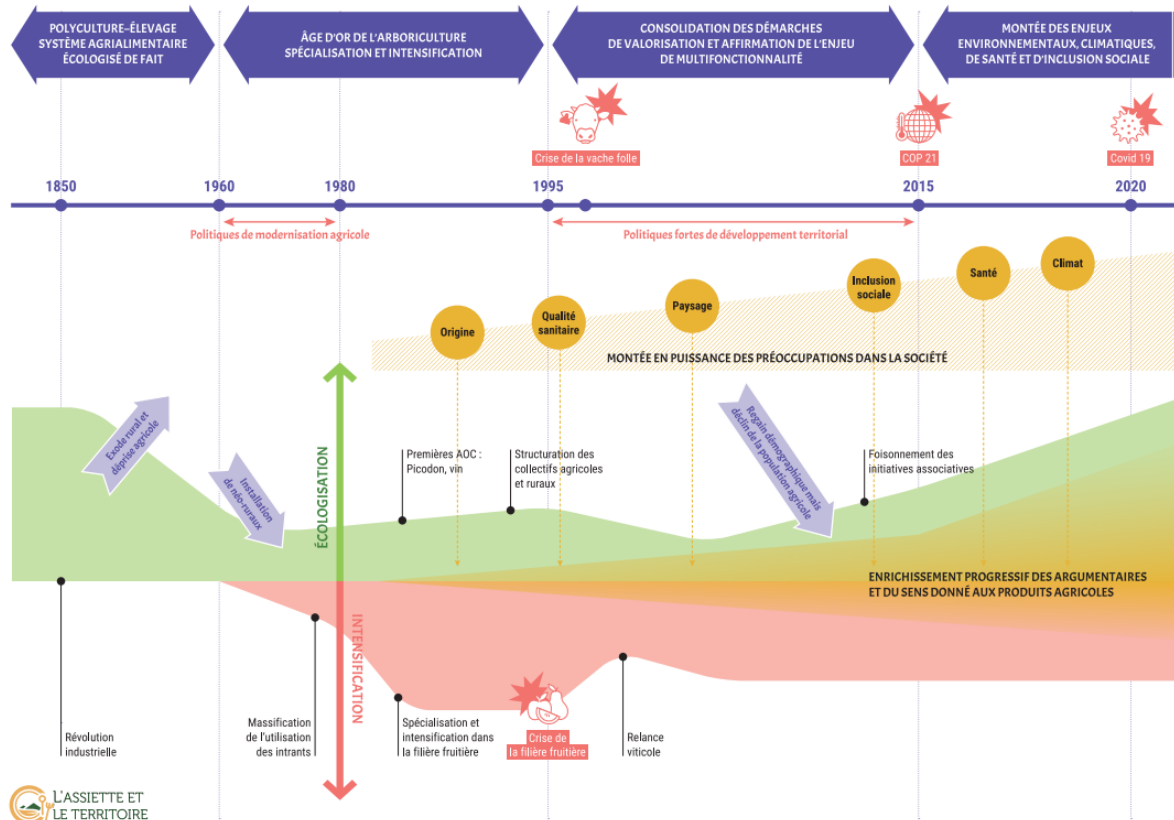 POLYCULTURE-ÉLEVAGE
SYSTÈME AGRIALIMENTAIRE
ÉCOLOGISÉ DE FAIT
ÂGE D'OR DE L'ARBORICULTURE
SPÉCIALISATION ET INTENSIFICATION
CONSOLIDATION DES DÉMARCHES
DE VALORISATION ET AFFIRMATION DE L'ENJEU
DE MULTIFONCTIONNALITÉ
MONTÉE DES ENJEUX
ENVIRONNEMENTAUX, CLIMATIQUES,
DE SANTÉ ET D'INCLUSION SOCIALE
Crise de la vache folle
COP 21
Covid 19
1850
1960
1980
1995
2015
2020
Politiques de modernisation agricole
Politiques fortes de développement territorial
Origine
Qualité
sanitaire
Paysage
Inclusion
sociale
Santé
Climat
MONTÉE EN PUISSANCE DES PRÉOCCUPATIONS DANS LA SOCIÉTÉ
Exode rural et
déprise agricole
Installation
de néo-ruraux
ÉCOLOGISATION
Premières AOC :
Picodon, vin
Structuration des
collectifs agricoles
et ruraux
Regain démographique mais
déclin de la population agricole
Foisonnement des
initiatives associatives
ENRICHISSEMENT PROGRESSIF DES ARGUMENTAIRES
ET DU SENS DONNÉ AUX PRODUITS AGRICOLES
INTENSIFICATION
Révolution
industrielle
Massification
de l'utilisation
des intrants
Spécialisation et
intensification dans
la filière fruitière
Crise de
la filière fruitière
Relance
viticole
L'ASSIETTE ET
LE TERRITOIRE